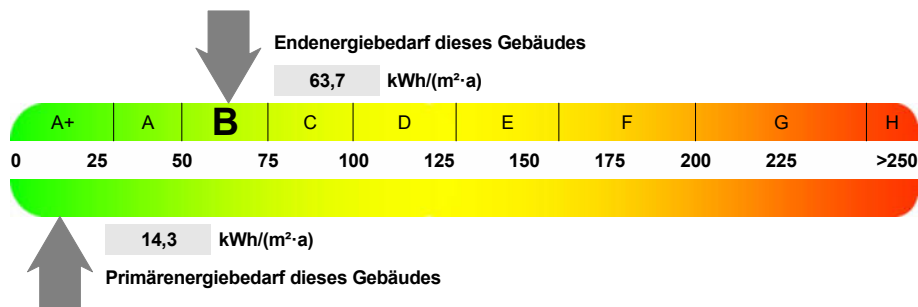 Endenergiebedarf dieses Gebäudes
63,7 kWh/(m²·a)
A+ A B C D E F G H
0 25 50 75 100 125 150 175 200 225 >250
14,3 kWh/(m²·a)
Primärenergiebedarf dieses Gebäudes